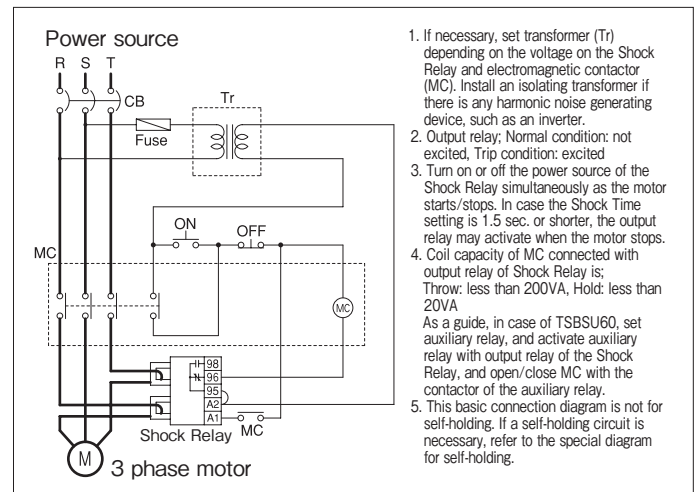 Power source
R S T
CB
Tr
Fuse
ON
OFF
MC
MC
98
96
95
A2
A1
Shock Relay
MC
M
3 phase motor
1. If necessary, set transformer (Tr)
depending on the voltage on the Shock
Relay and electromagnetic contactor
(MC). Install an isolating transformer if
there is any harmonic noise generating
device, such as an inverter.
2. Output relay; Normal condition: not
excited, Trip condition: excited
3. Turn on or off the power source of the
Shock Relay simultaneously as the motor
starts/stops. In case the Shock Time
setting is 1.5 sec. or shorter, the output
relay may activate when the motor stops.
4. Coil capacity of MC connected with
output relay of Shock Relay is;
Throw: less than 200VA, Hold: less than
20VA
As a guide, in case of TSBSU60, set
auxiliary relay, and activate auxiliary
relay with output relay of the Shock
Relay, and open/close MC with the
contactor of the auxiliary relay.
5. This basic connection diagram is not for
self-holding. If a self-holding circuit is
necessary, refer to the special diagram
for self-holding.